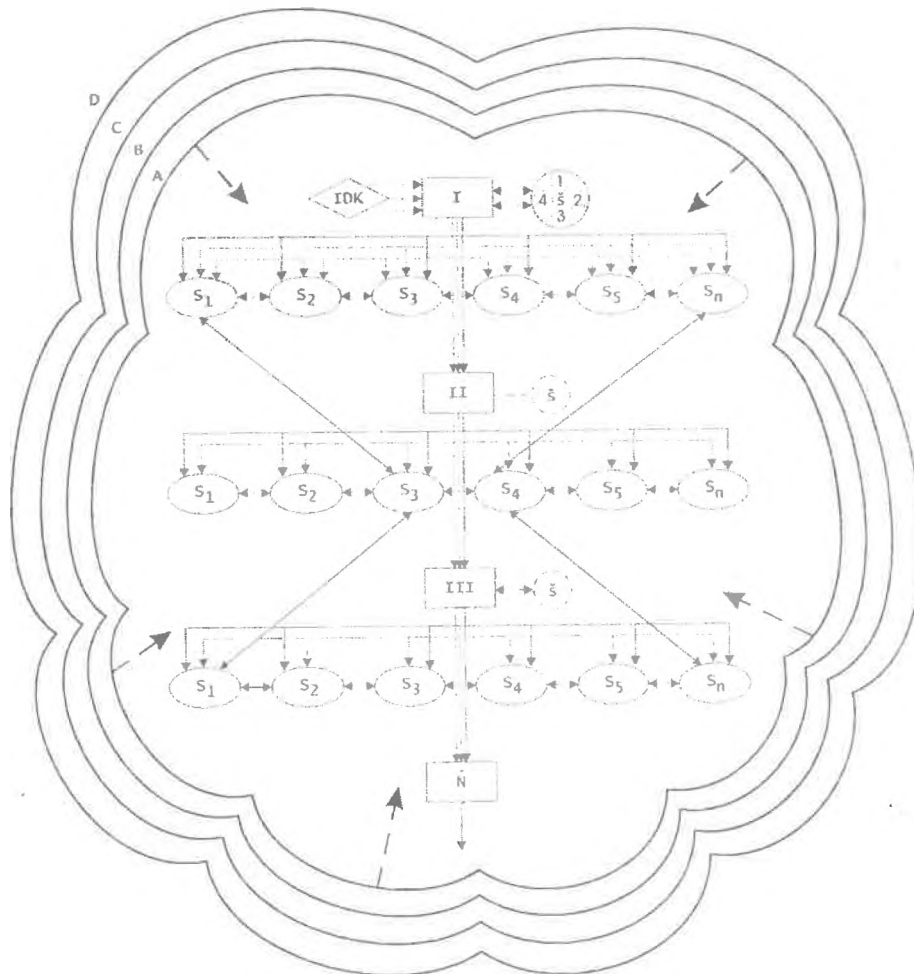 D
C
B
A
IDK I 1
4 Š 2
3
S1 S2 S3 S4 S5 Sn
II Š
S1 S2 S3 S4 S5 Sn
III Š
S1 S2 S3 S4 S5 Sn
N